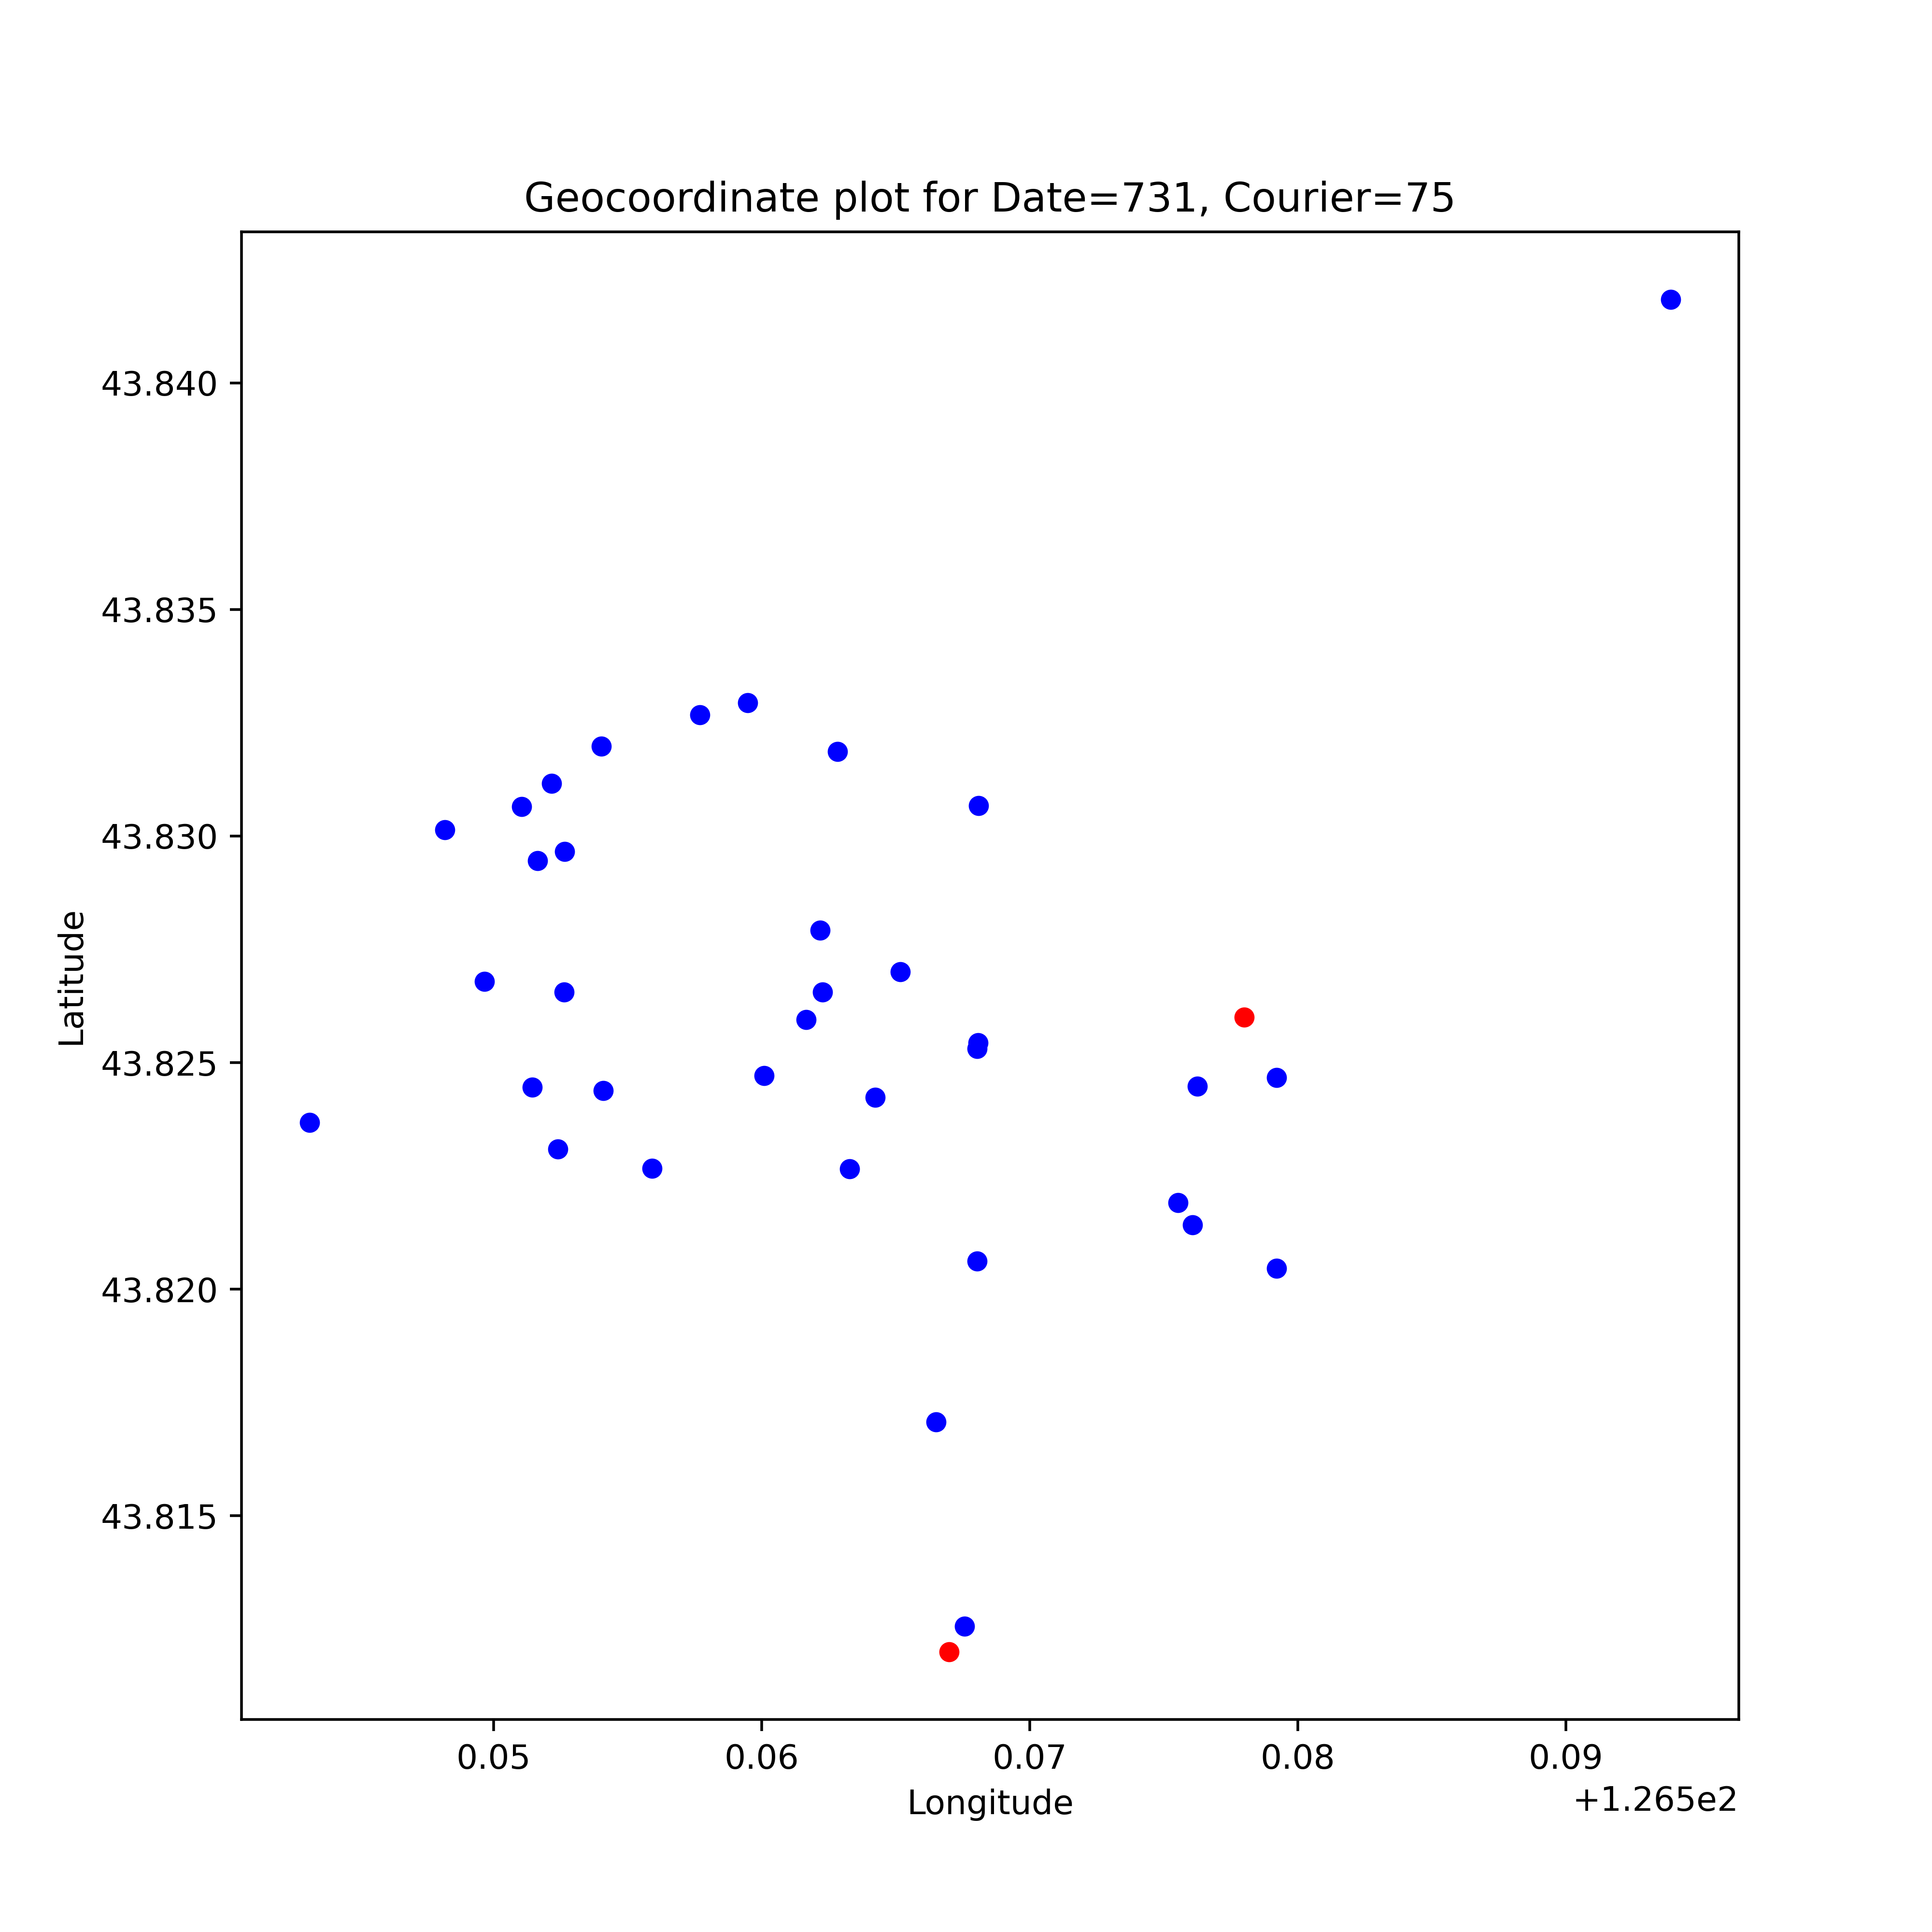 Geocoordinate plot for Date=731, Courier=75
43.840
43.835
43.830
43.825
43.820
43.815
Latitude
0.05 0.06 0.07 0.08 0.09
+1.265e2
Longitude